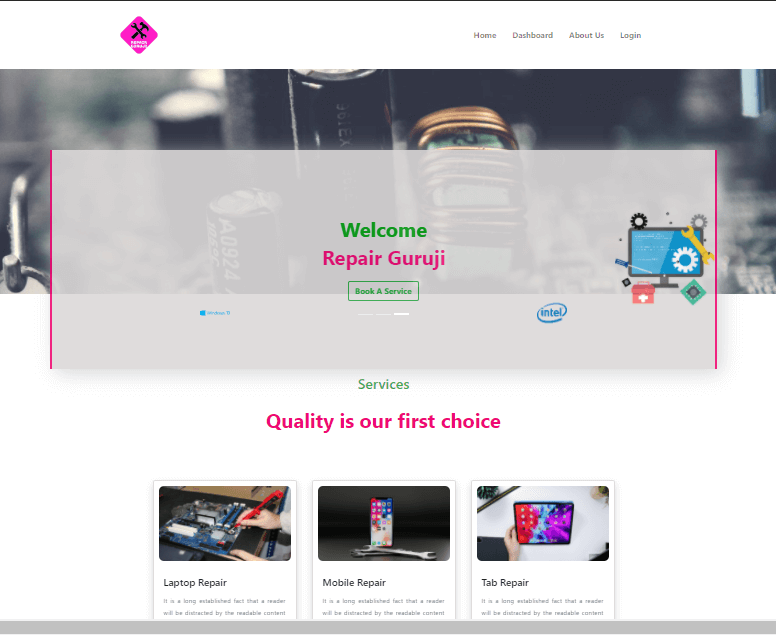 REPAIR
GURUJI
Home Dashboard About Us Login
Welcome
Repair Guruji
Book A Service
Windows 10
intel
Services
Quality is our first choice
Laptop Repair
It is a long established fact that a reader
will be distracted by the readable content
Mobile Repair
It is a long established fact that a reader
will be distracted by the readable content
Tab Repair
It is a long established fact that a reader
will be distracted by the readable content